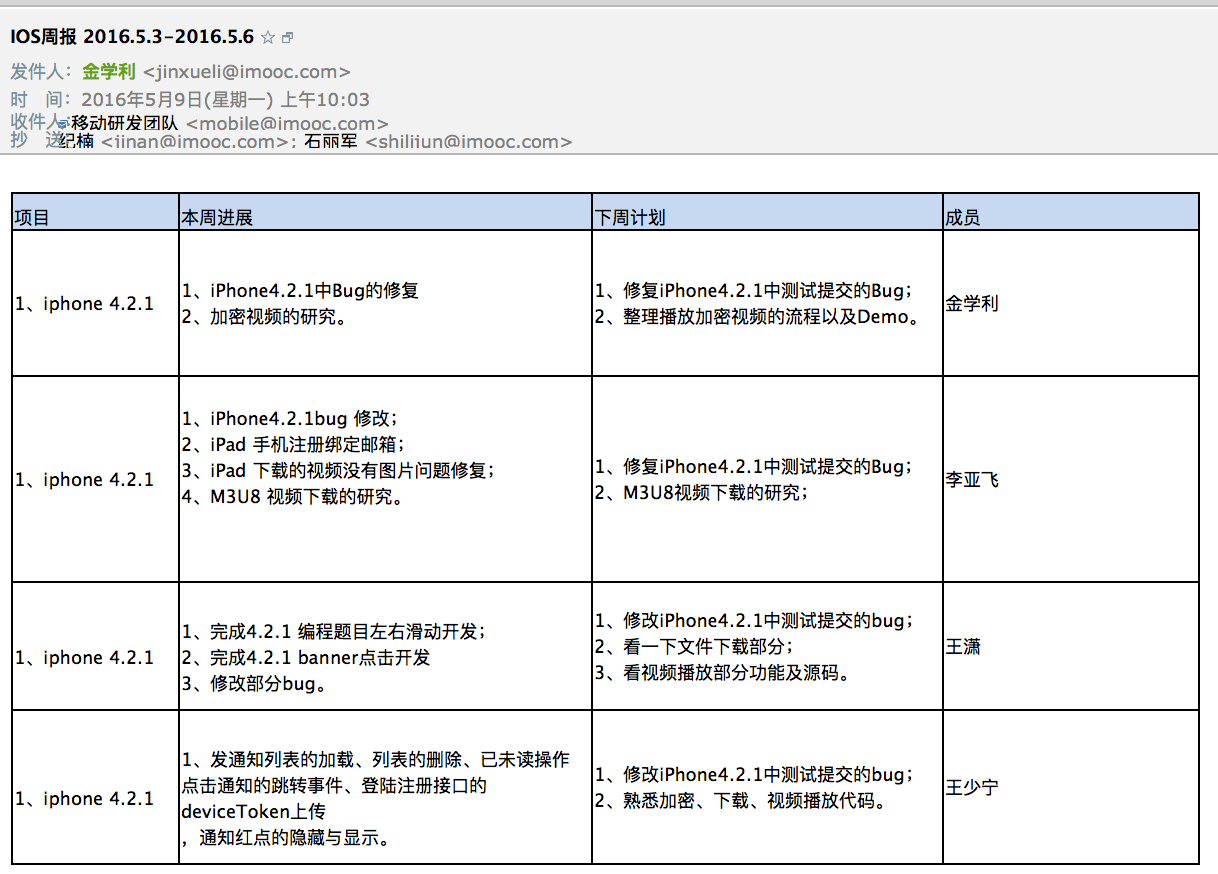 IOS周报 2016.5.3-2016.5.6
发件人： 金学利 <jinxueli@imooc.com>
时 间： 2016年5月9日(星期一) 上午10:03
收件人： 移动研发团队 <mobile@imooc.com>
抄 送 纪楠 <jinan@imooc.com>; 石丽军 <shilijun@imooc.com>
项目 本周进展 下周计划 成员
1、iphone 4.2.1
1、iPhone4.2.1中Bug的修复
2、加密视频的研究。
1、修复iPhone4.2.1中测试提交的Bug；
2、整理播放加密视频的流程以及Demo。
金学利
1、iphone 4.2.1
1、iPhone4.2.1bug 修改；
2、iPad 手机注册绑定邮箱；
3、iPad 下载的视频没有图片问题修复；
4、M3U8 视频下载的研究。
1、修复iPhone4.2.1中测试提交的Bug；
2、M3U8视频下载的研究；
李亚飞
1、iphone 4.2.1
1、完成4.2.1 编程题目左右滑动开发；
2、完成4.2.1 banner点击开发
3、修改部分bug。
1、修改iPhone4.2.1中测试提交的bug；
2、看一下文件下载部分；
3、看视频播放部分功能及源码。
王潇
1、iphone 4.2.1
1、发通知列表的加载、列表的删除、已未读操作
点击通知的跳转事件、登陆注册接口的
deviceToken上传
，通知红点的隐藏与显示。
1、修改iPhone4.2.1中测试提交的bug；
2、熟悉加密、下载、视频播放代码。
王少宁